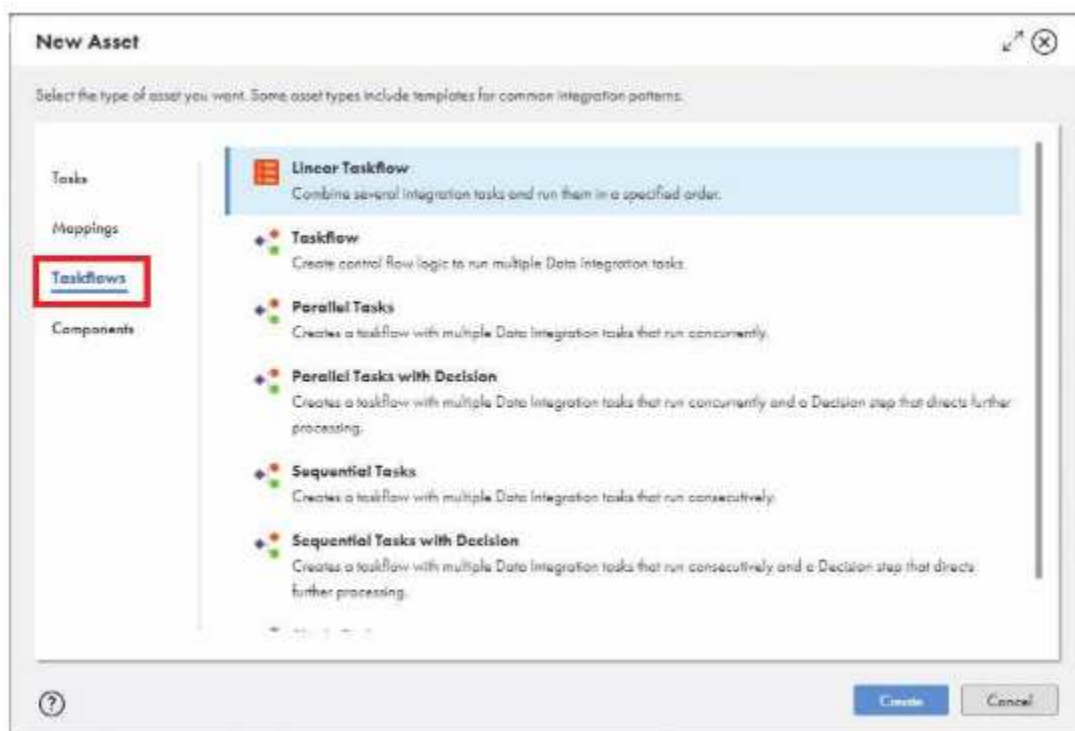 New Asset
Select the type of asset you want. Some asset types include templates for common integration patterns.
Tasks
Mappings
Taskflows
Components
Linear Taskflow
Combine several integration tasks and run them in a specified order.
Taskflow
Create control flow logic to run multiple Data Integration tasks.
Parallel Tasks
Creates a taskflow with multiple Data Integration tasks that run concurrently.
Parallel Tasks with Decision
Creates a taskflow with multiple Data Integration tasks that run concurrently and a Decision step that directs further
processing.
Sequential Tasks
Creates a taskflow with multiple Data Integration tasks that run consecutively.
Sequential Tasks with Decision
Creates a taskflow with multiple Data Integration tasks that run consecutively and a Decision step that directs
further processing.
?
Create
Cancel